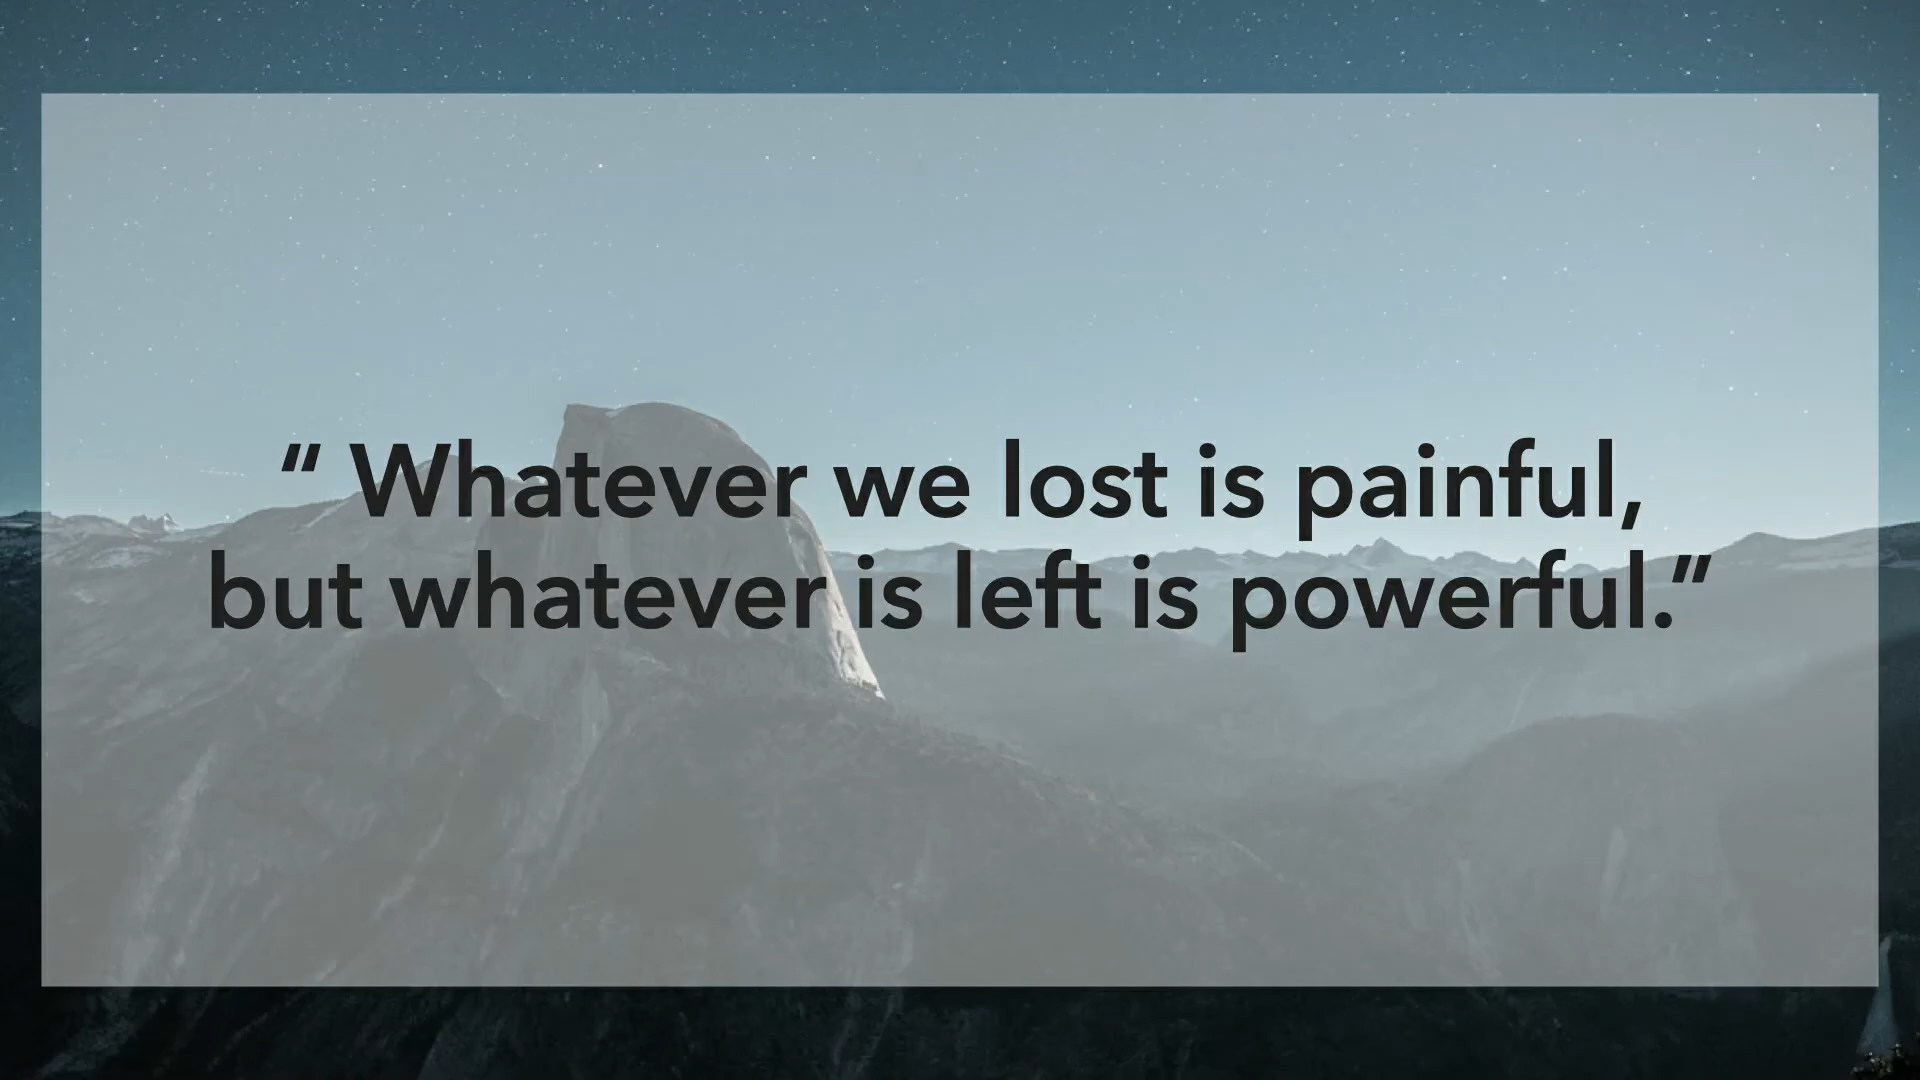 “ Whatever we lost is painful,
but whatever is left is powerful.”